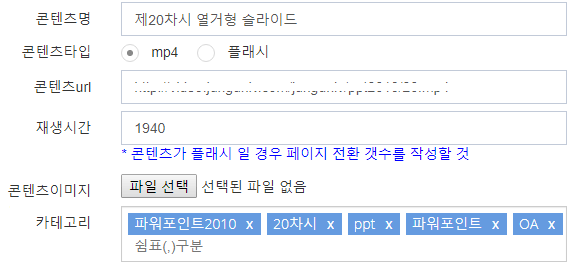 콘텐츠명 제20차시 열거형 슬라이드
콘텐츠타입 mp4 플래시
콘텐츠url
재생시간 1940
* 콘텐츠가 플래시 일 경우 페이지 전환 갯수를 작성할 것
콘텐츠이미지 파일 선택 선택된 파일 없음
카테고리 파워포인트2010 x 20차시 x ppt x 파워포인트 x OA x
쉼표(,)구분